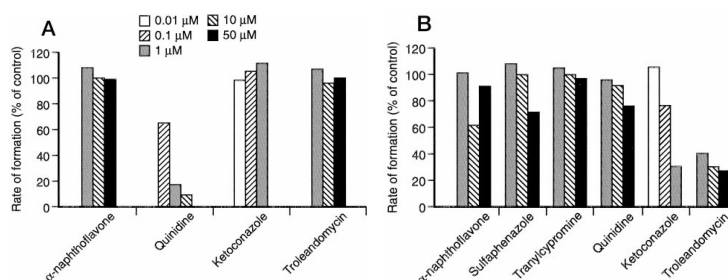 A
0.01 µM
0.1 µM
1 µM
10 µM
50 µM
Rate of formation (% of control)
120
100
80
60
40
20
0
α-naphthoflavone
Quinidine
Ketoconazole
Troleandomycin
B
Rate of formation (% of control)
120
100
80
60
40
20
0
α-naphthoflavone
Sulfaphenazole
Tranylcypromine
Quinidine
Ketoconazole
Troleandomycin